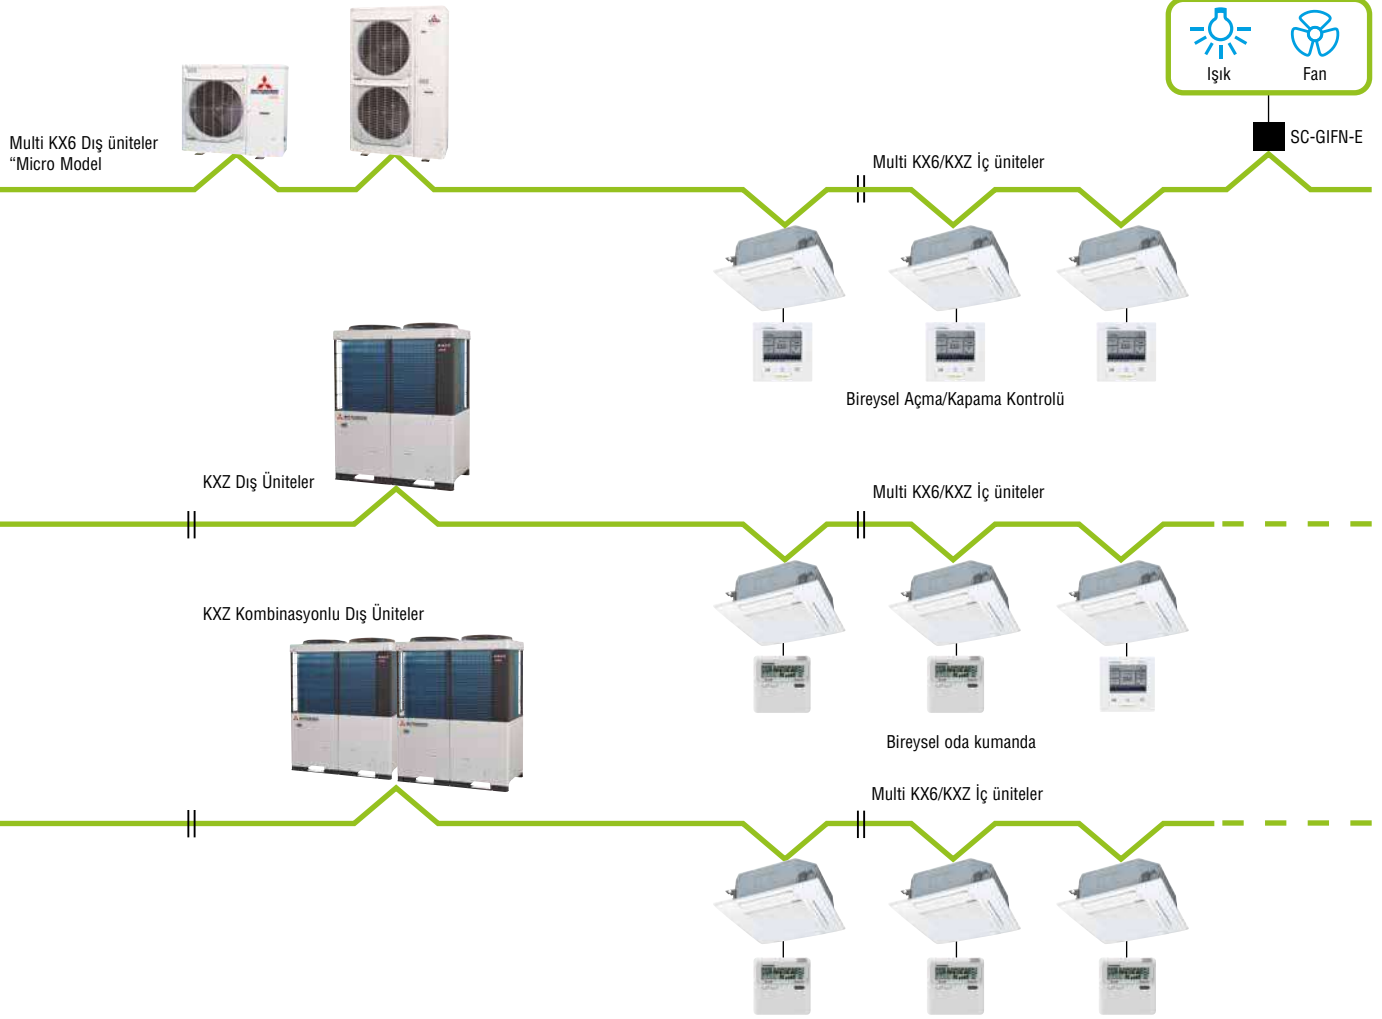 Işık
Fan
SC-GIFN-E
Multi KX6 Dış üniteler
“Micro Model
Multi KX6/KXZ İç üniteler
Bireysel Açma/Kapama Kontrolü
KXZ Dış Üniteler
Multi KX6/KXZ İç üniteler
KXZ Kombinasyonlu Dış Üniteler
Bireysel oda kumanda
Multi KX6/KXZ İç üniteler